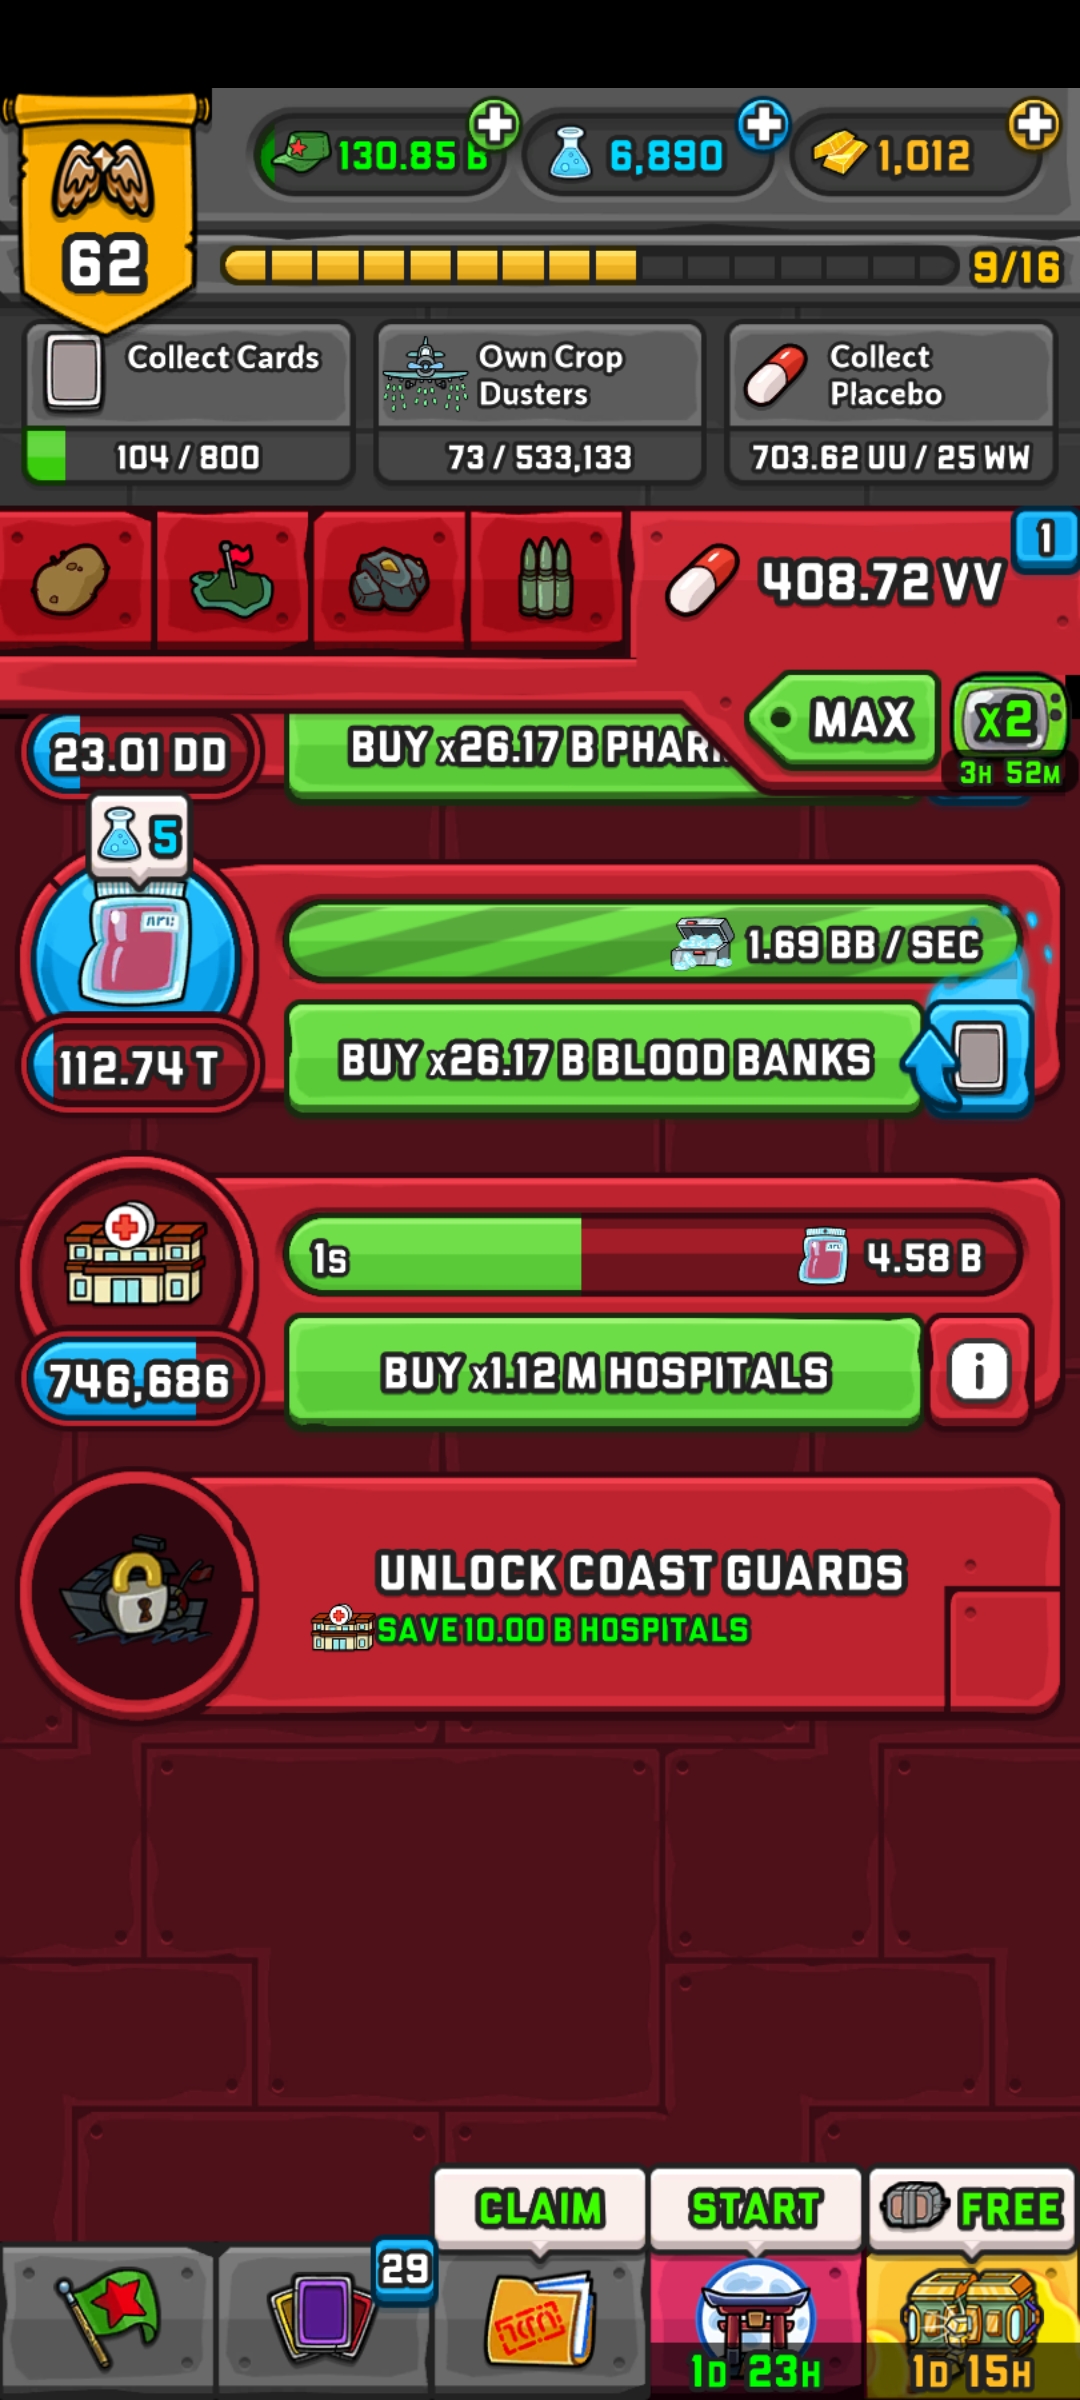 130.85 B
6,890
1,012
62
9/16
Collect Cards
104 / 800
Own Crop
Dusters
73 / 533,133
Collect
Placebo
703.62 UU / 25 WW
1
408.72 VV
MAX
x2
3H 52M
23.01 DD
BUY x26.17 B
5
1.69 BB / SEC
112.74 T
BUY x26.17 B BLOOD BANKS
1s
4.58 B
746,686
BUY x1.12 M HOSPITALS
i
UNLOCK COAST GUARDS
SAVE 10.00 B HOSPITALS
CLAIM
START
FREE
29
1D 23H
1D 15H